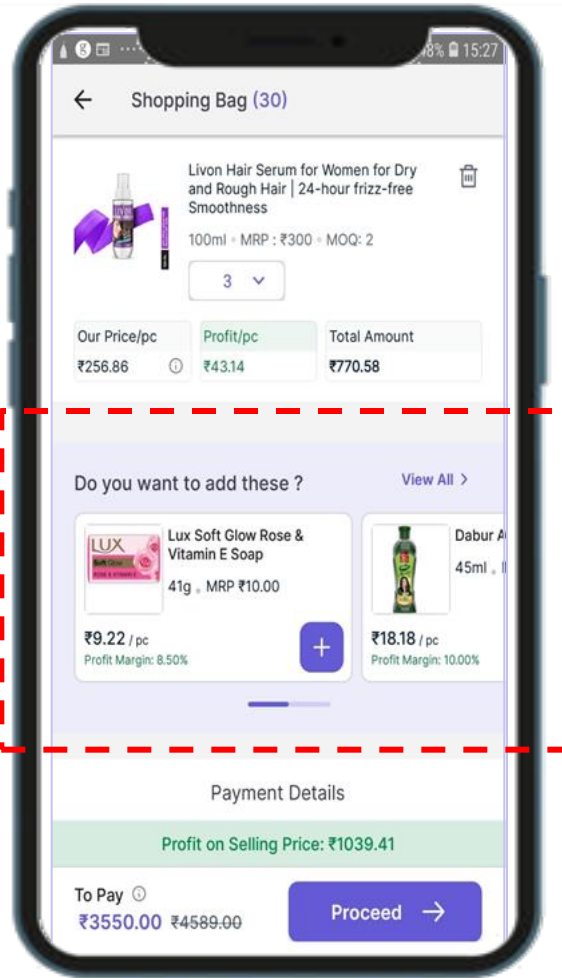 8% 15:27
Shopping Bag (30)
Livon Hair Serum for Women for Dry
and Rough Hair | 24-hour frizz-free
Smoothness
100ml • MRP : ₹300 • MOQ: 2
3
Our Price/pc Profit/pc Total Amount
₹256.86 ₹43.14 ₹770.58
Do you want to add these ? View All >
LUX
Soft Glow
Lux Soft Glow Rose &
Vitamin E Soap
41g . MRP ₹10.00
₹9.22 / pc
Profit Margin: 8.50%
+
Dabur A
45ml .
₹18.18 / pc
Profit Margin: 10.00%
Payment Details
Profit on Selling Price: ₹1039.41
To Pay
₹3550.00 ₹4589.00
Proceed →